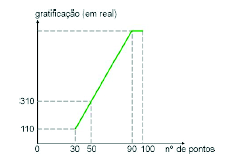 gratificação (em real)
310
110
0 30 50 90 100 nº de pontos